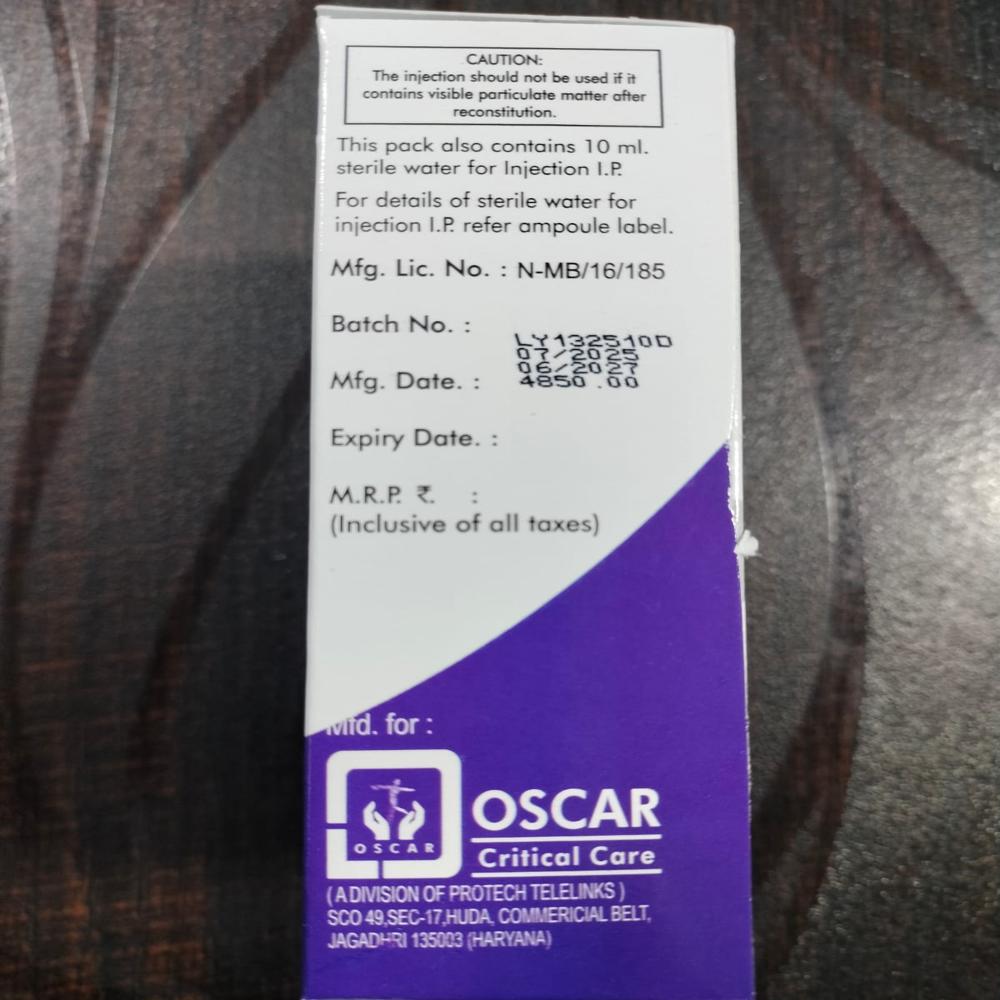 CAUTION:
The injection should not be used if it
contains visible particulate matter after
reconstitution.
This pack also contains 10 ml.
sterile water for Injection I.P.
For details of sterile water for
injection I.P. refer ampoule label.
Mfg. Lic. No. : N-MB/16/185
Batch No. :
LY132510D
07/2025
06/2027
4850.00
Mfg. Date. :
Expiry Date. :
M.R.P. ₹. :
(Inclusive of all taxes)
Mfd. for :
OSCAR
OSCAR
Critical Care
( A DIVISION OF PROTECH TELELINKS )
SCO 49,SEC-17,HUDA, COMMERICIAL BELT,
JAGADHRI 135003 (HARYANA)